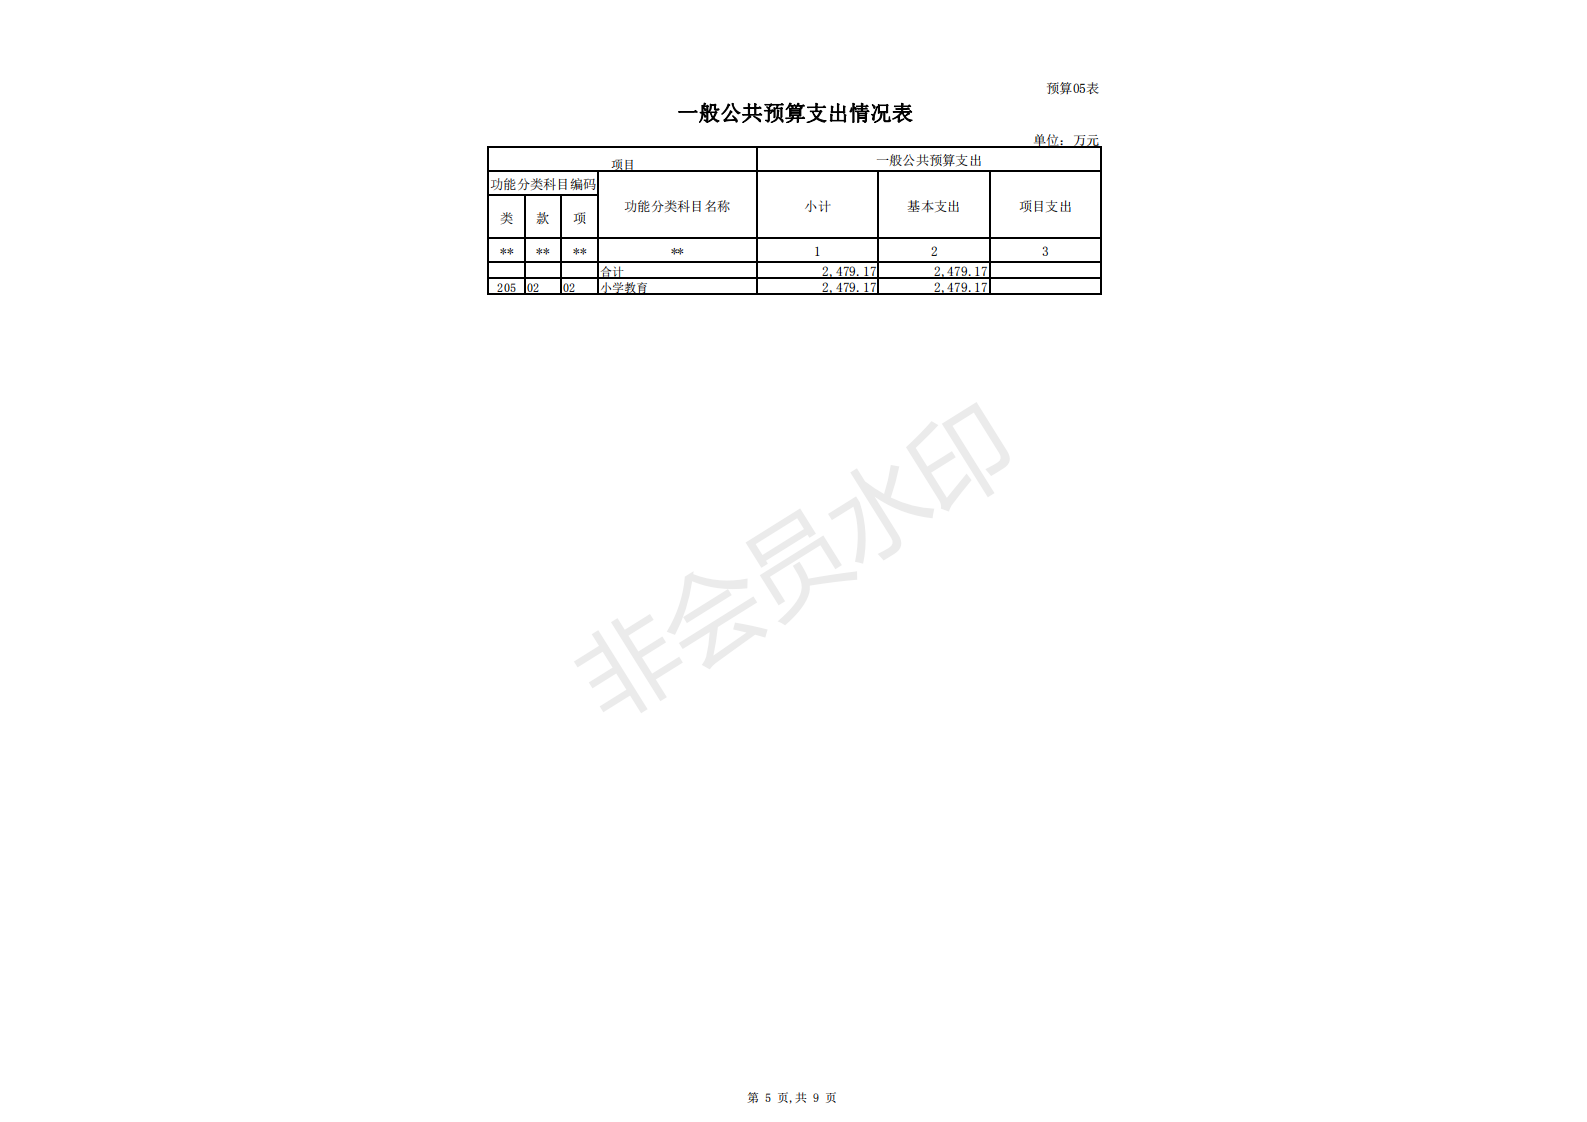 预算05表
一般公共预算支出情况表
单位：万元
项目 一般公共预算支出
功能分类科目编码 功能分类科目名称 小计 基本支出 项目支出
类 款 项
** ** ** ** 1 2 3
合计 2,479.17 2,479.17
205 02 02 小学教育 2,479.17 2,479.17
非会员水印
第 5 页,共 9 页